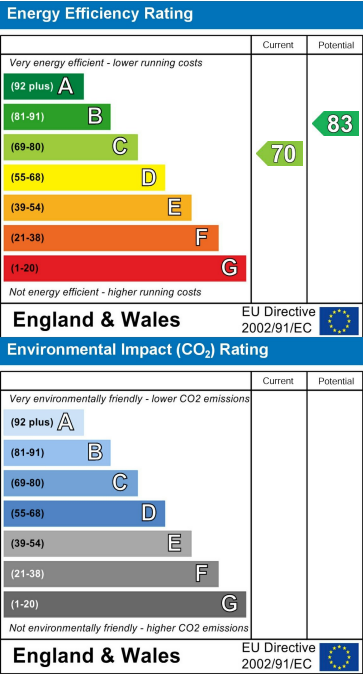 Energy Efficiency Rating
Current Potential
Very energy efficient - lower running costs
(92 plus) A
(81-91) B
83
(69-80) C
70
(55-68) D
(39-54) E
(21-38) F
(1-20) G
Not energy efficient - higher running costs
England & Wales
EU Directive
2002/91/EC
Environmental Impact (CO₂) Rating
Current Potential
Very environmentally friendly - lower CO2 emissions
(92 plus) A
(81-91) B
(69-80) C
(55-68) D
(39-54) E
(21-38) F
(1-20) G
Not environmentally friendly - higher CO2 emissions
England & Wales
EU Directive
2002/91/EC